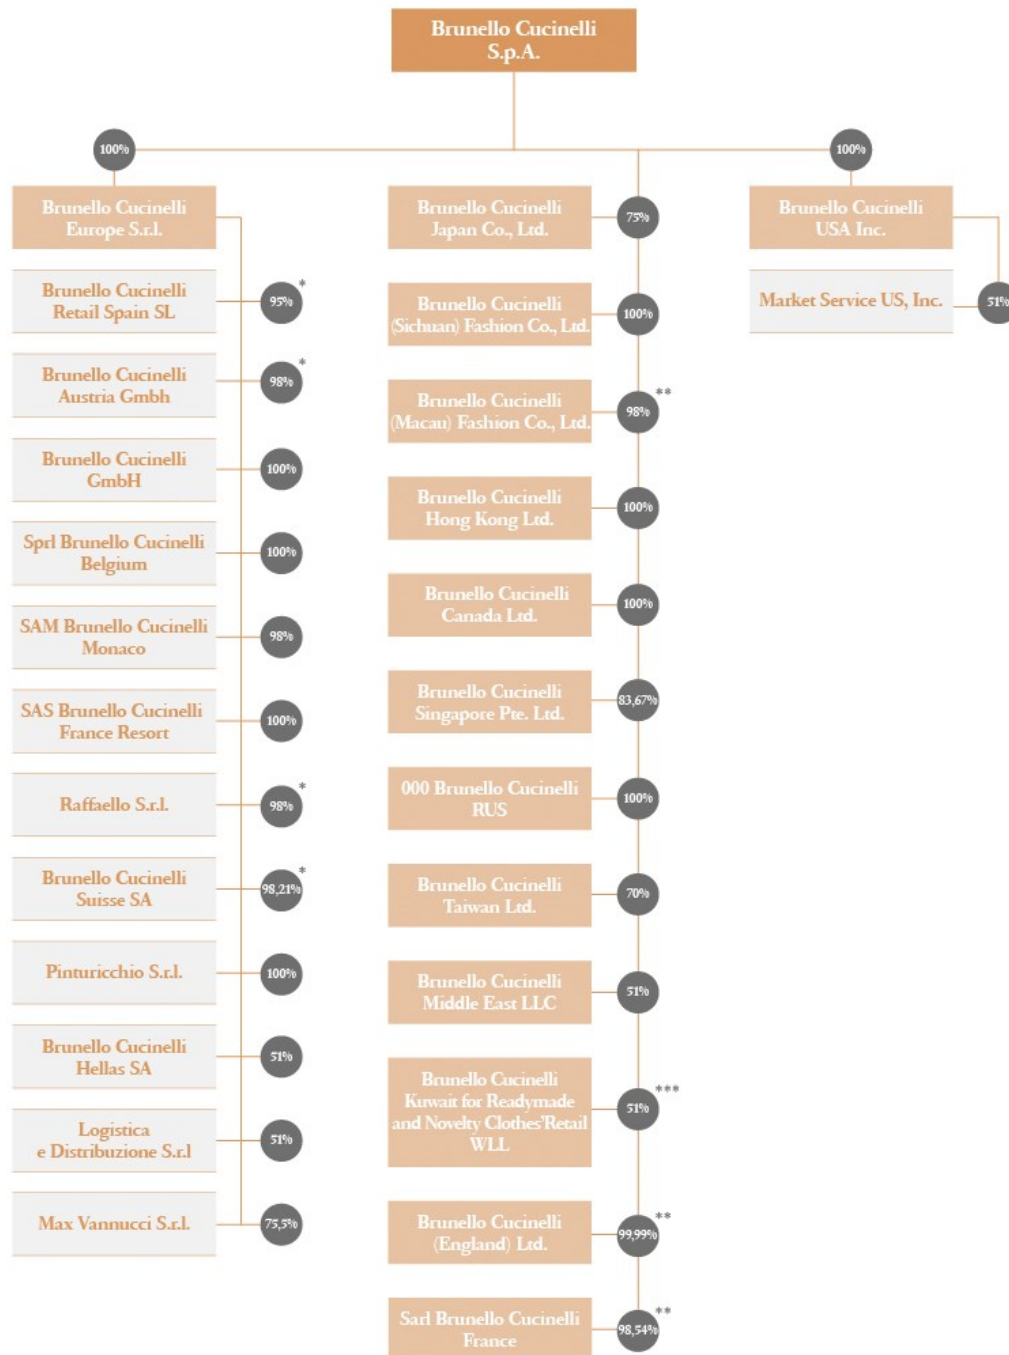 Brunello Cucinelli
S.p.A.
100%
100%
Brunello Cucinelli
Europe S.r.l.
Brunello Cucinelli
Retail Spain SL
95%
*
Brunello Cucinelli
Austria Gmbh
98%
*
Brunello Cucinelli
GmbH
100%
Sprl Brunello Cucinelli
Belgium
100%
SAM Brunello Cucinelli
Monaco
98%
SAS Brunello Cucinelli
France Resort
100%
Raffaello S.r.l.
98%
*
Brunello Cucinelli
Suisse SA
98,21%
*
Pinturicchio S.r.l.
100%
Brunello Cucinelli
Hellas SA
51%
Logistica
e Distribuzione S.r.l
51%
Max Vannucci S.r.l.
75,5%
Brunello Cucinelli
Japan Co., Ltd.
75%
Brunello Cucinelli
(Sichuan) Fashion Co., Ltd.
100%
Brunello Cucinelli
(Macau) Fashion Co., Ltd.
98%
**
Brunello Cucinelli
Hong Kong Ltd.
100%
Brunello Cucinelli
Canada Ltd.
100%
Brunello Cucinelli
Singapore Pte. Ltd.
83,67%
000 Brunello Cucinelli
RUS
100%
Brunello Cucinelli
Taiwan Ltd.
70%
Brunello Cucinelli
Middle East LLC
51%
Brunello Cucinelli
Kuwait for Readymade
and Novelty Clothes'Retail
WLL
51%
***
Brunello Cucinelli
(England) Ltd.
99,99%
**
Sarl Brunello Cucinelli
France
98,54%
**
Brunello Cucinelli
USA Inc.
Market Service US, Inc.
51%